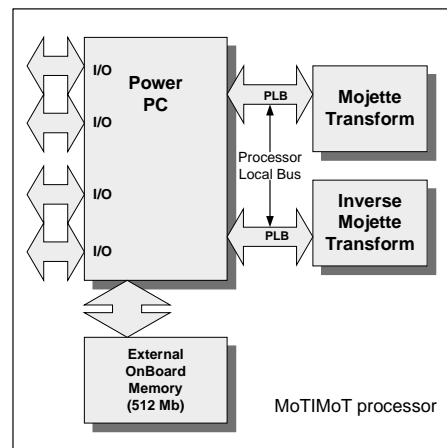 I/O
Power
PC
I/O
I/O
I/O
PLB
Mojette
Transform
Processor
Local Bus
PLB
Inverse
Mojette
Transform
External
OnBoard
Memory
(512 Mb)
MoTIMoT processor